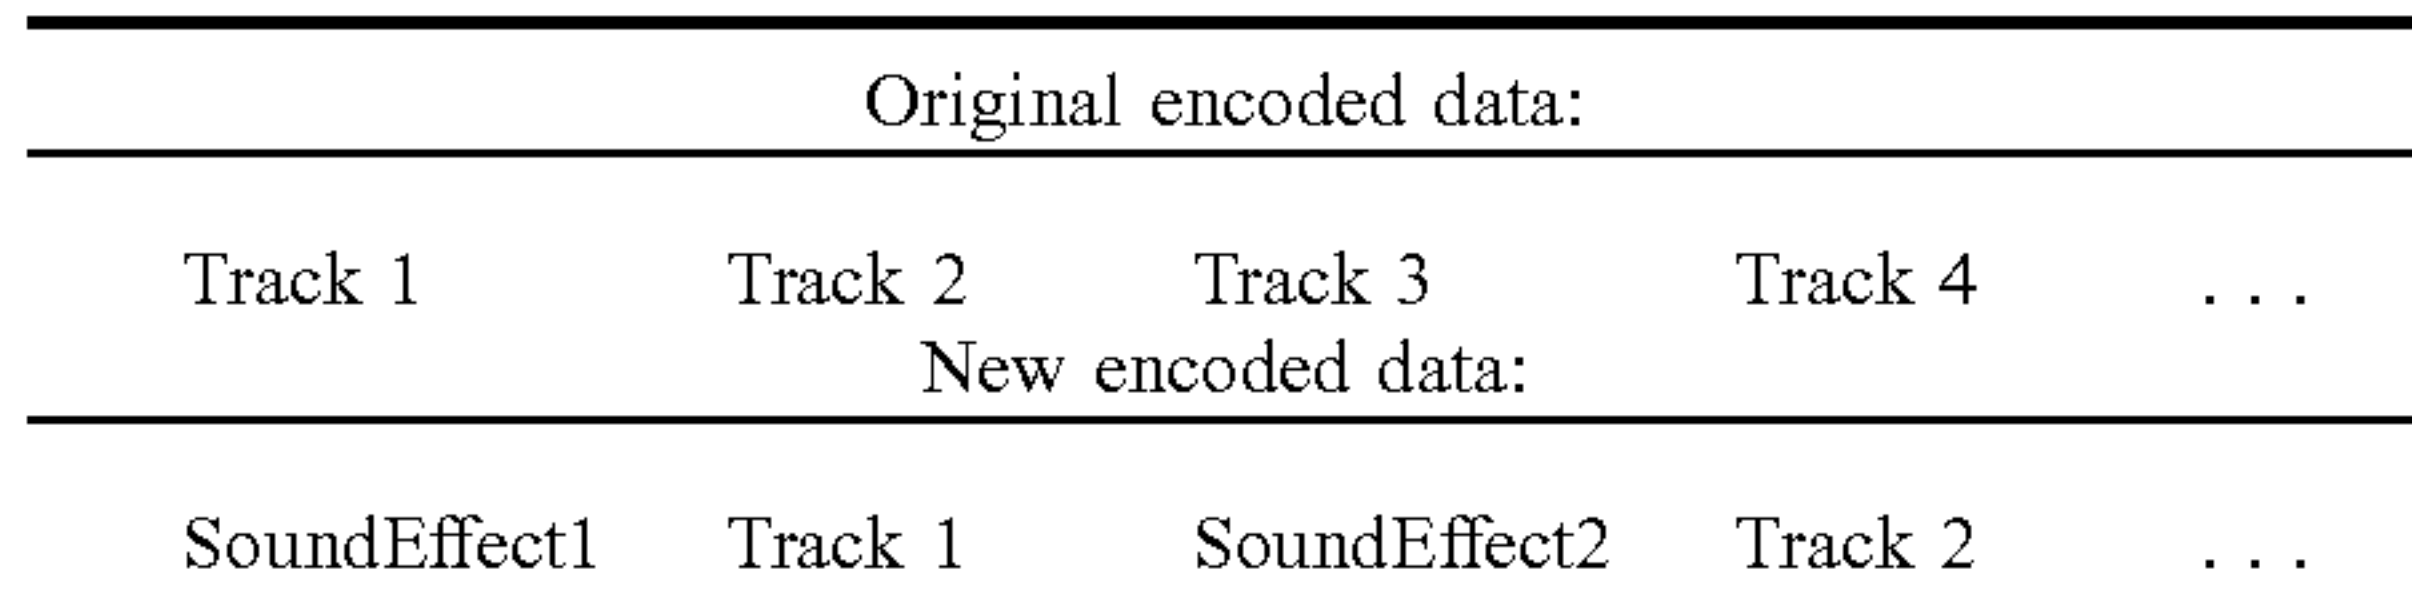 Original encoded data:
Track 1 Track 2 Track 3 Track 4 . . .
New encoded data:
SoundEffect1 Track 1 SoundEffect2 Track 2 . . .